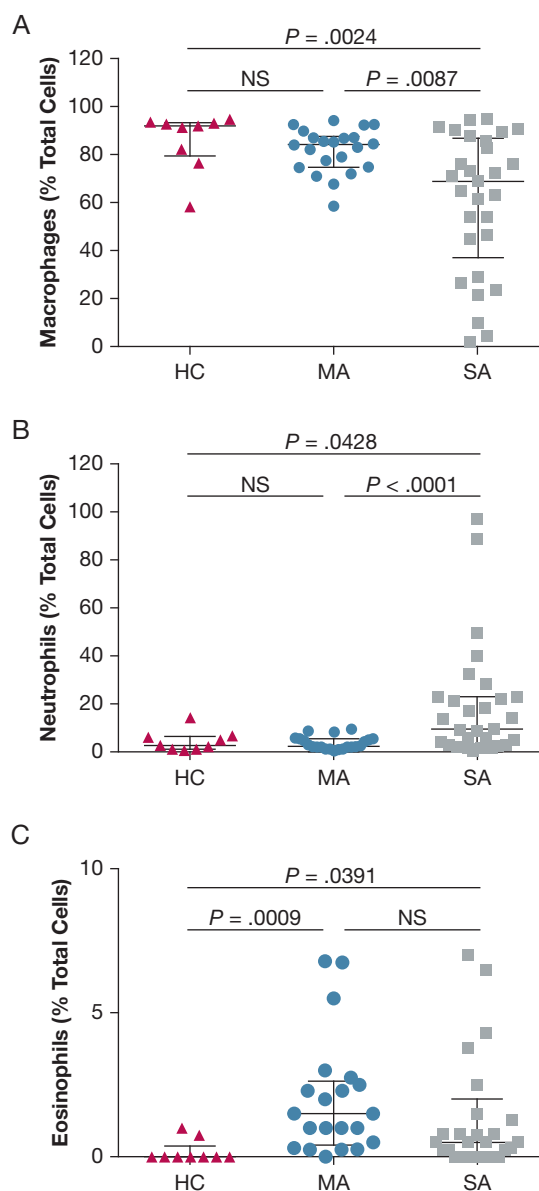 A
P = .0024
NS
P = .0087
120
100
80
60
40
20
0
Macrophages (% Total Cells)
HC
MA
SA
B
P = .0428
NS
P < .0001
120
100
80
60
40
20
0
Neutrophils (% Total Cells)
HC
MA
SA
C
P = .0391
P = .0009
NS
10
5
0
Eosinophils (% Total Cells)
HC
MA
SA